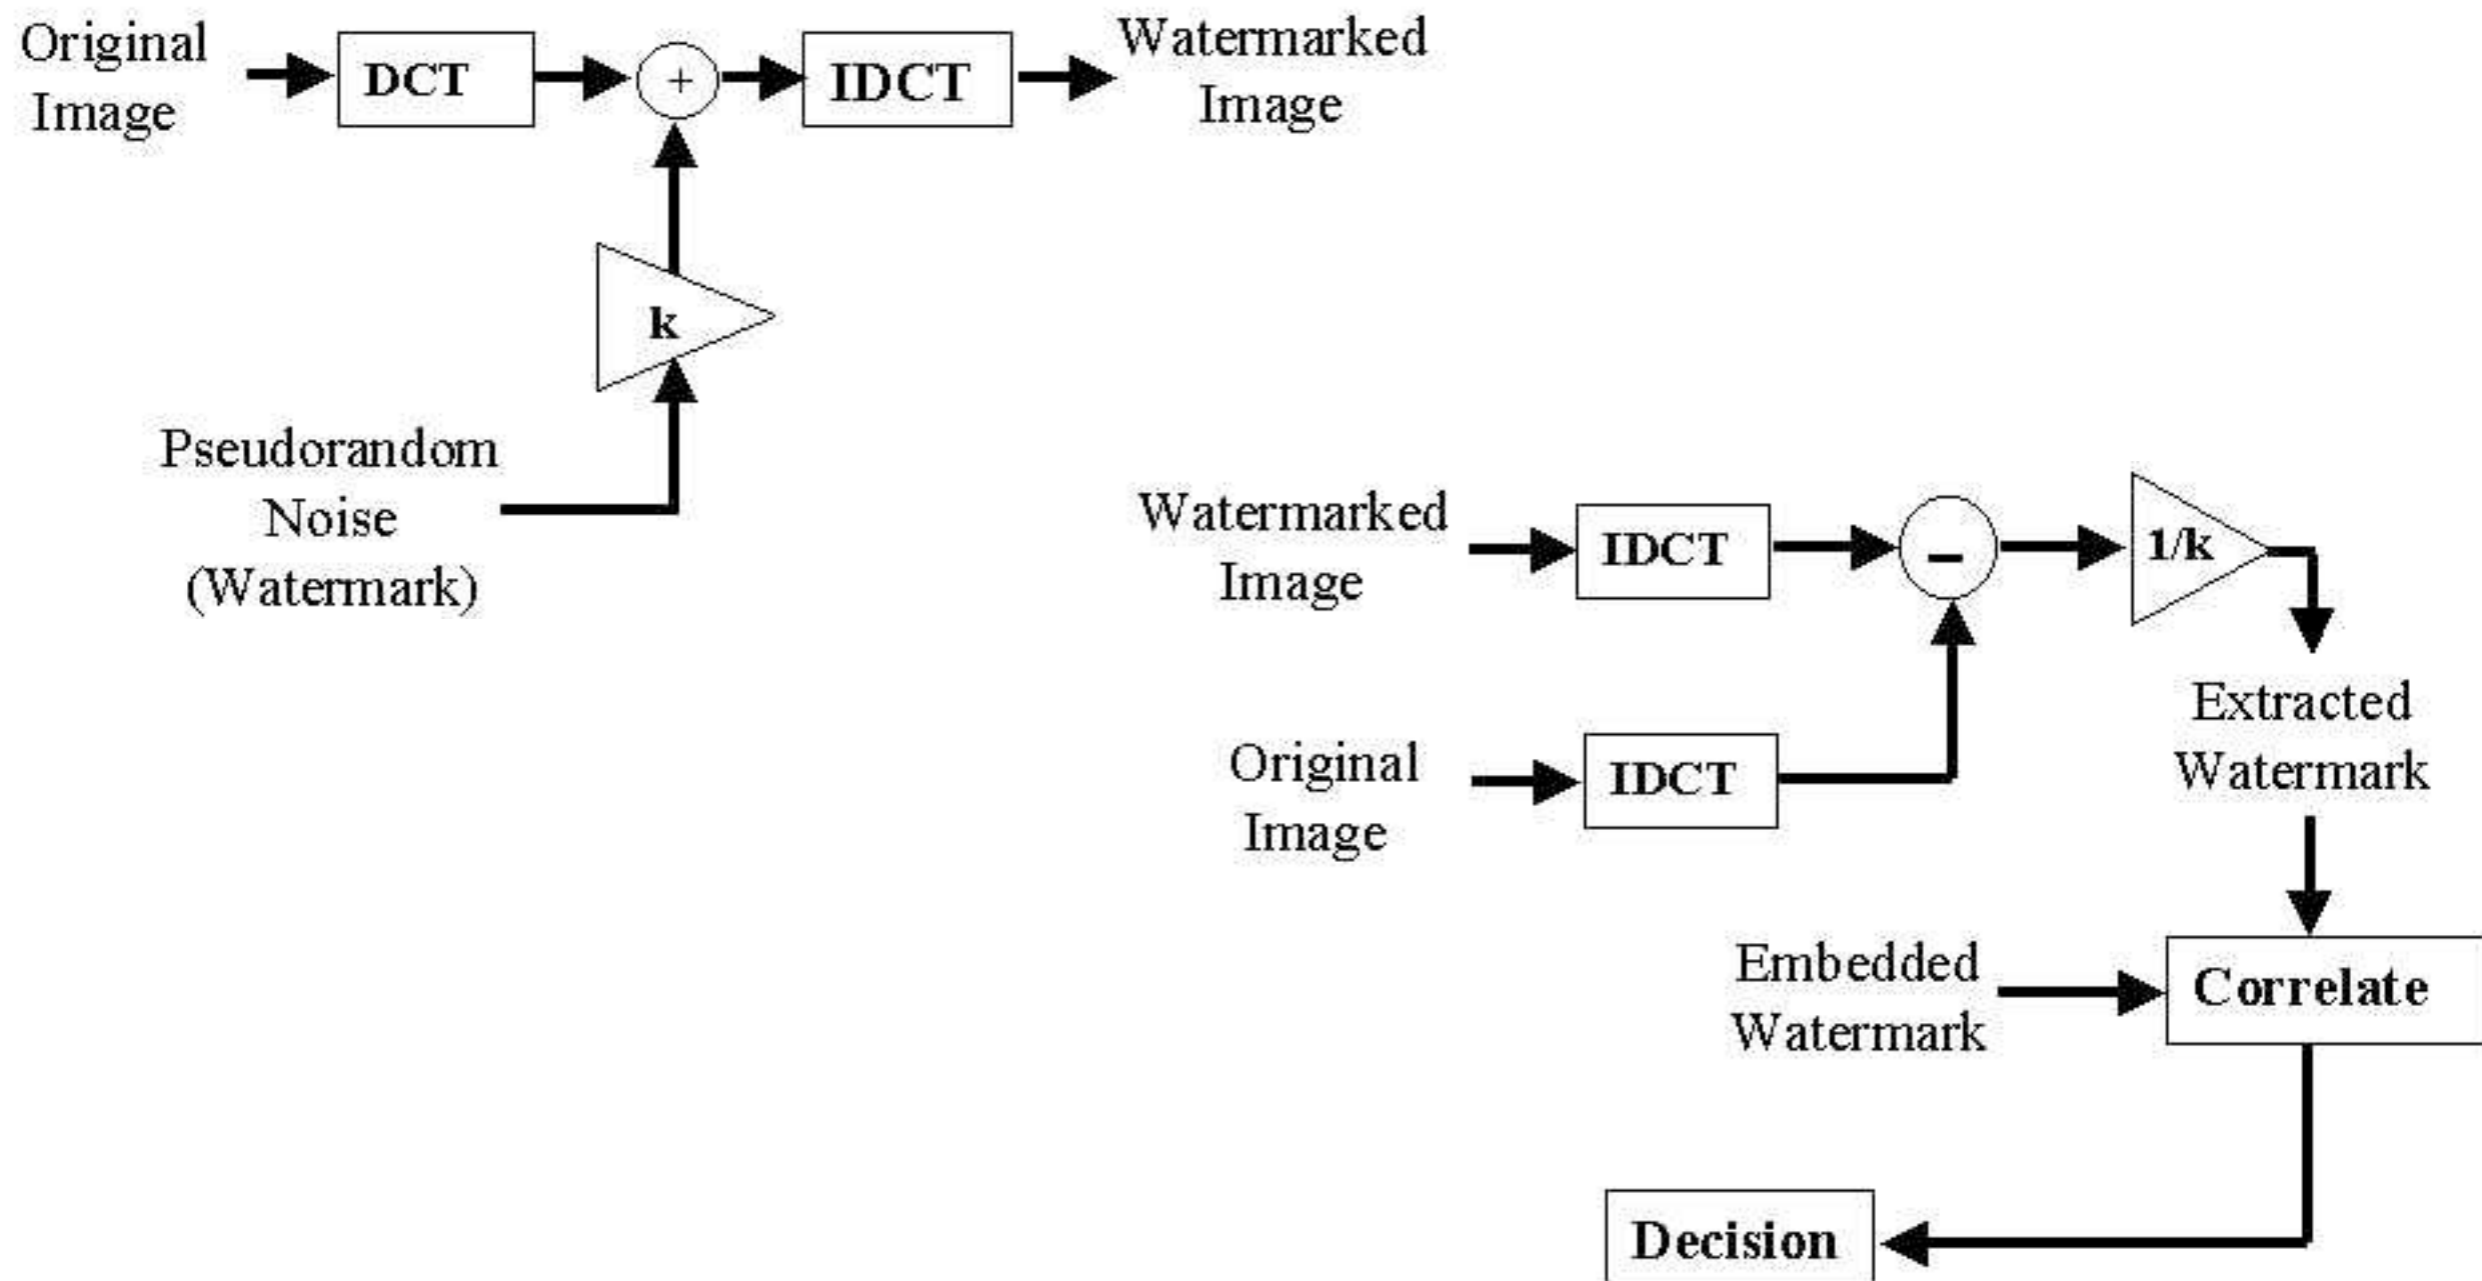 Original
Image
DCT
+
IDCT
Watermarked
Image
k
Pseudorandom
Noise
(Watermark)
Watermarked
Image
IDCT
-
1/k
Original
Image
IDCT
Extracted
Watermark
Embedded
Watermark
Correlate
Decision